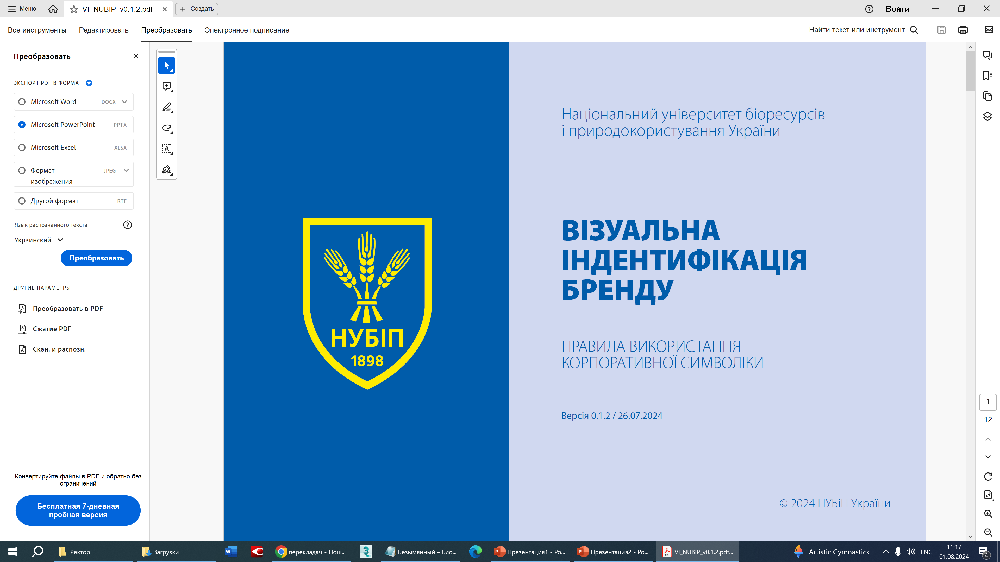 Меню
VI_NUBIP_v0.1.2.pdf
Создать
Войти
Все инструменты
Редактировать
Преобразовать
Электронное подписание
Найти текст или инструмент
Преобразовать
ЭКСПОРТ PDF В ФОРМАТ
Microsoft Word DOCX
Microsoft PowerPoint PPTX
Microsoft Excel XLSX
Формат JPEG
изображения
Другой формат RTF
Язык распознанного текста
Украинский
Преобразовать
ДРУГИЕ ПАРАМЕТРЫ
Преобразовать в PDF
Сжатие PDF
Скан. и распозн.
Конвертируйте файлы в PDF и обратно без
ограничений
Бесплатная 7-дневная
пробная версия
НУБІП
1898
Національний університет біоресурсів
і природокористування України
ВІЗУАЛЬНА
ІНДЕНТИФІКАЦІЯ
БРЕНДУ
ПРАВИЛА ВИКОРИСТАННЯ
КОРПОРАТИВНОЇ СИМВОЛІКИ
Версія 0.1.2 / 26.07.2024
© 2024 НУБіП України
1
12
Ректор
Загрузки
перекладач - Пош...
Безымянный – Бло...
Презентация1 - Po...
Презентация2 - Po...
VI_NUBIP_v0.1.2.pdf...
Artistic Gymnastics
ENG
11:17
01.08.2024
4